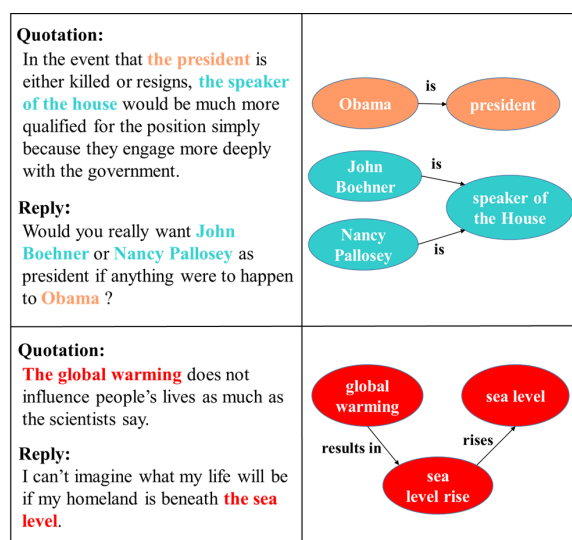 Quotation:
In the event that the president is
either killed or resigns, the speaker
of the house would be much more
qualified for the position simply
because they engage more deeply
with the government.
Reply:
Would you really want John
Boehner or Nancy Pallosey as
president if anything were to happen
to Obama ?
Obama
is
president
John
Boehner
is
speaker of
the House
Nancy
Pallosey
is
Quotation:
The global warming does not
influence people's lives as much as
the scientists say.
Reply:
I can't imagine what my life will be
if my homeland is beneath the sea
level.
global
warming
sea level
results in
rises
sea
level rise